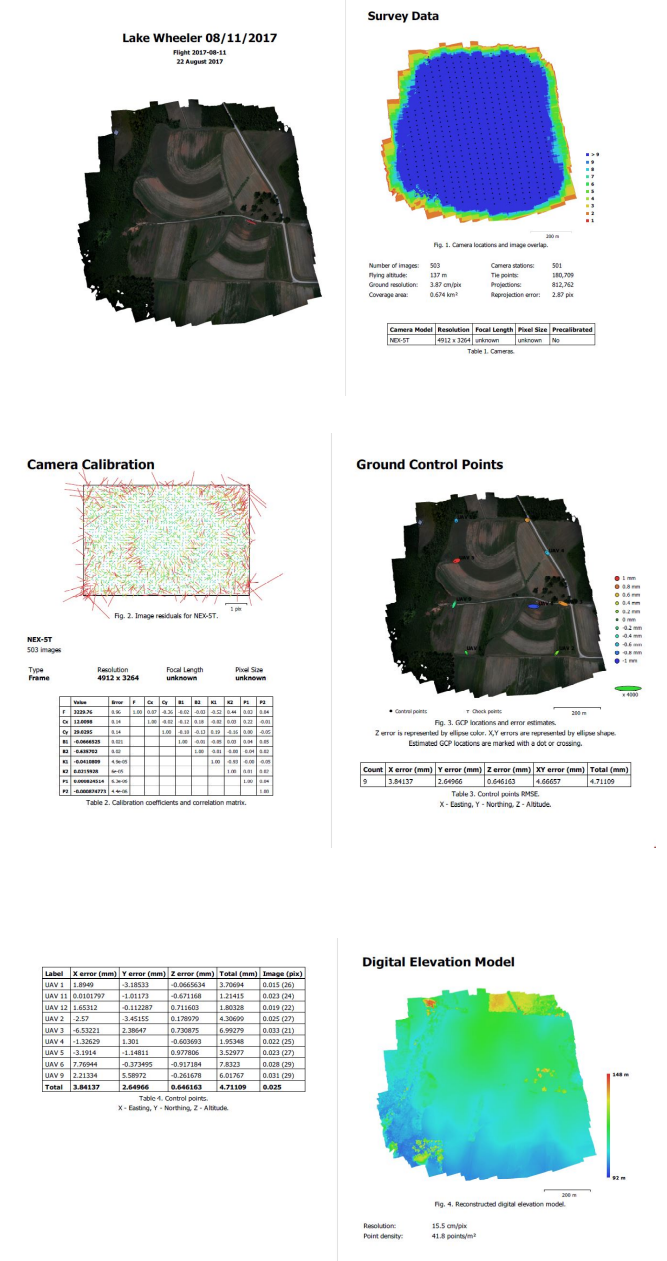 Lake Wheeler 08/11/2017
Flight 2017-08-11
22 August 2017
Survey Data
> 9
9
8
7
6
5
4
3
2
1
200 m
Fig. 1. Camera locations and image overlap.
Number of images: 503 Camera stations: 501
Flying altitude: 137 m Tie points: 180,709
Ground resolution: 3.87 cm/pix Projections: 812,762
Coverage area: 0.674 km² Reprojection error: 2.87 pix
Camera Model Resolution Focal Length Pixel Size Precalibrated
NEX-5T 4912 x 3264 unknown unknown No
Table 1. Cameras.
Camera Calibration
1 pix
Fig. 2. Image residuals for NEX-5T.
NEX-5T
503 images
Type Resolution Focal Length Pixel Size
Frame 4912 x 3264 unknown unknown
Value Error F Cx Cy B1 B2 K1 K2 P1 P2
F 3229.76 0.96 1.00 0.07 -0.26 -0.02 -0.03 -0.52 0.44 0.03 0.04
Cx 12.0098 0.14 1.00 -0.02 -0.12 0.18 -0.02 0.03 0.22 -0.01
Cy 29.0295 0.14 1.00 -0.18 -0.13 0.19 -0.16 0.00 -0.05
B1 -0.0666525 0.021 1.00 -0.01 -0.05 0.03 0.04 0.05
B2 -0.635702 0.02 1.00 -0.01 -0.00 -0.04 0.02
K1 -0.0410809 4.9e-05 1.00 -0.93 -0.00 -0.05
K2 0.0215928 6e-05 1.00 0.01 0.02
P1 0.000824514 6.3e-06 1.00 0.04
P2 -0.000874773 4.4e-06 1.00
Table 2. Calibration coefficients and correlation matrix.
Ground Control Points
1 mm
0.8 mm
0.6 mm
0.4 mm
0.2 mm
0 mm
-0.2 mm
-0.4 mm
-0.6 mm
-0.8 mm
-1 mm
x 4000
Control points Check points
200 m
Fig. 3. GCP locations and error estimates.
Z error is represented by ellipse color. X,Y errors are represented by ellipse shape.
Estimated GCP locations are marked with a dot or crossing.
Count X error (mm) Y error (mm) Z error (mm) XY error (mm) Total (mm)
9 3.84137 2.64966 0.646163 4.66657 4.71109
Table 3. Control points RMSE.
X - Easting, Y - Northing, Z - Altitude.
Label X error (mm) Y error (mm) Z error (mm) Total (mm) Image (pix)
UAV 1 1.8949 -3.18533 -0.0665634 3.70694 0.015 (26)
UAV 11 0.0101797 -1.01173 -0.671168 1.21415 0.023 (24)
UAV 12 1.65312 -0.112287 0.711603 1.80328 0.019 (22)
UAV 2 -2.57 -3.45155 0.178979 4.30699 0.025 (27)
UAV 3 -6.53221 2.38647 0.730875 6.99279 0.033 (21)
UAV 4 -1.32629 1.301 -0.603693 1.95348 0.022 (25)
UAV 5 -3.1914 -1.14811 0.977806 3.52977 0.023 (27)
UAV 6 7.76944 -0.373495 -0.917184 7.8323 0.028 (29)
UAV 9 2.21334 5.58972 -0.261678 6.01767 0.031 (29)
Total 3.84137 2.64966 0.646163 4.71109 0.025
Table 4. Control points.
X - Easting, Y - Northing, Z - Altitude.
Digital Elevation Model
148 m
92 m
200 m
Fig. 4. Reconstructed digital elevation model.
Resolution: 15.5 cm/pix
Point density: 41.8 points/m²